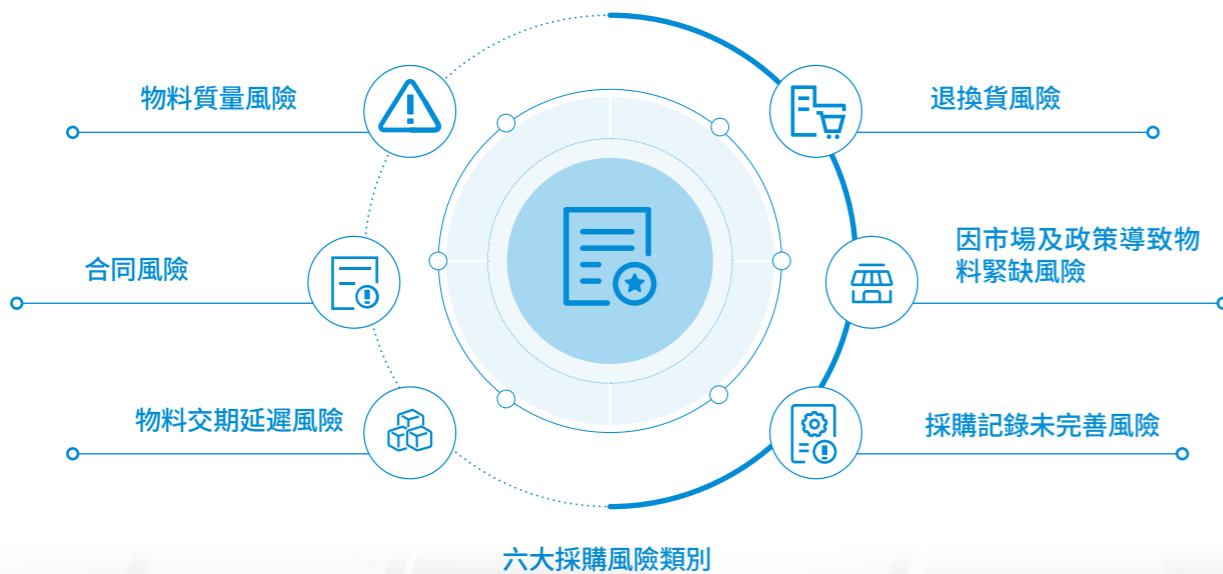 物料質量風險
退換貨風險
合同風險
因市場及政策導致物
料緊缺風險
物料交期延遲風險
採購記錄未完善風險
六大採購風險類別